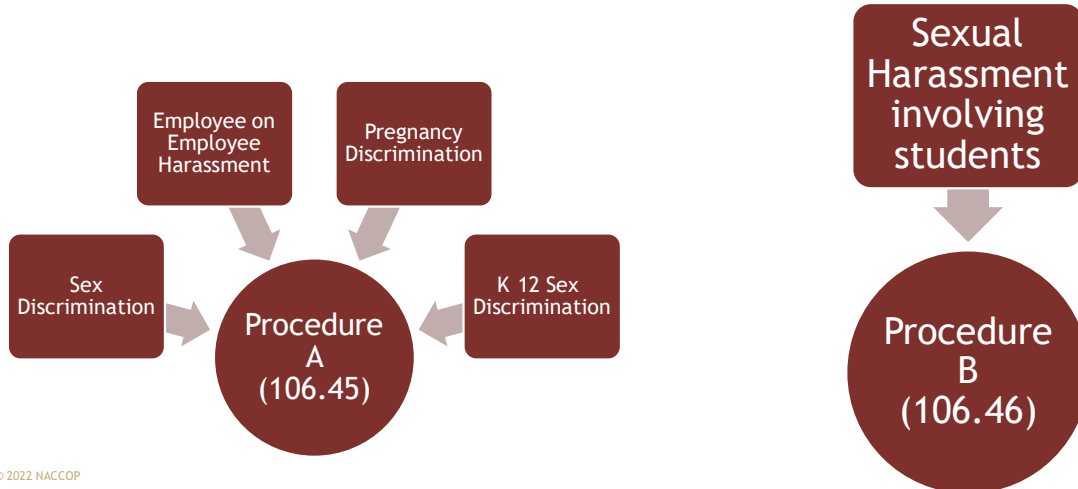 Employee on
Employee
Harassment
Pregnancy
Discrimination
Sex
Discrimination
K 12 Sex
Discrimination
Procedure
A
(106.45)
Sexual
Harassment
involving
students
Procedure
B
(106.46)
© 2022 NACCOP